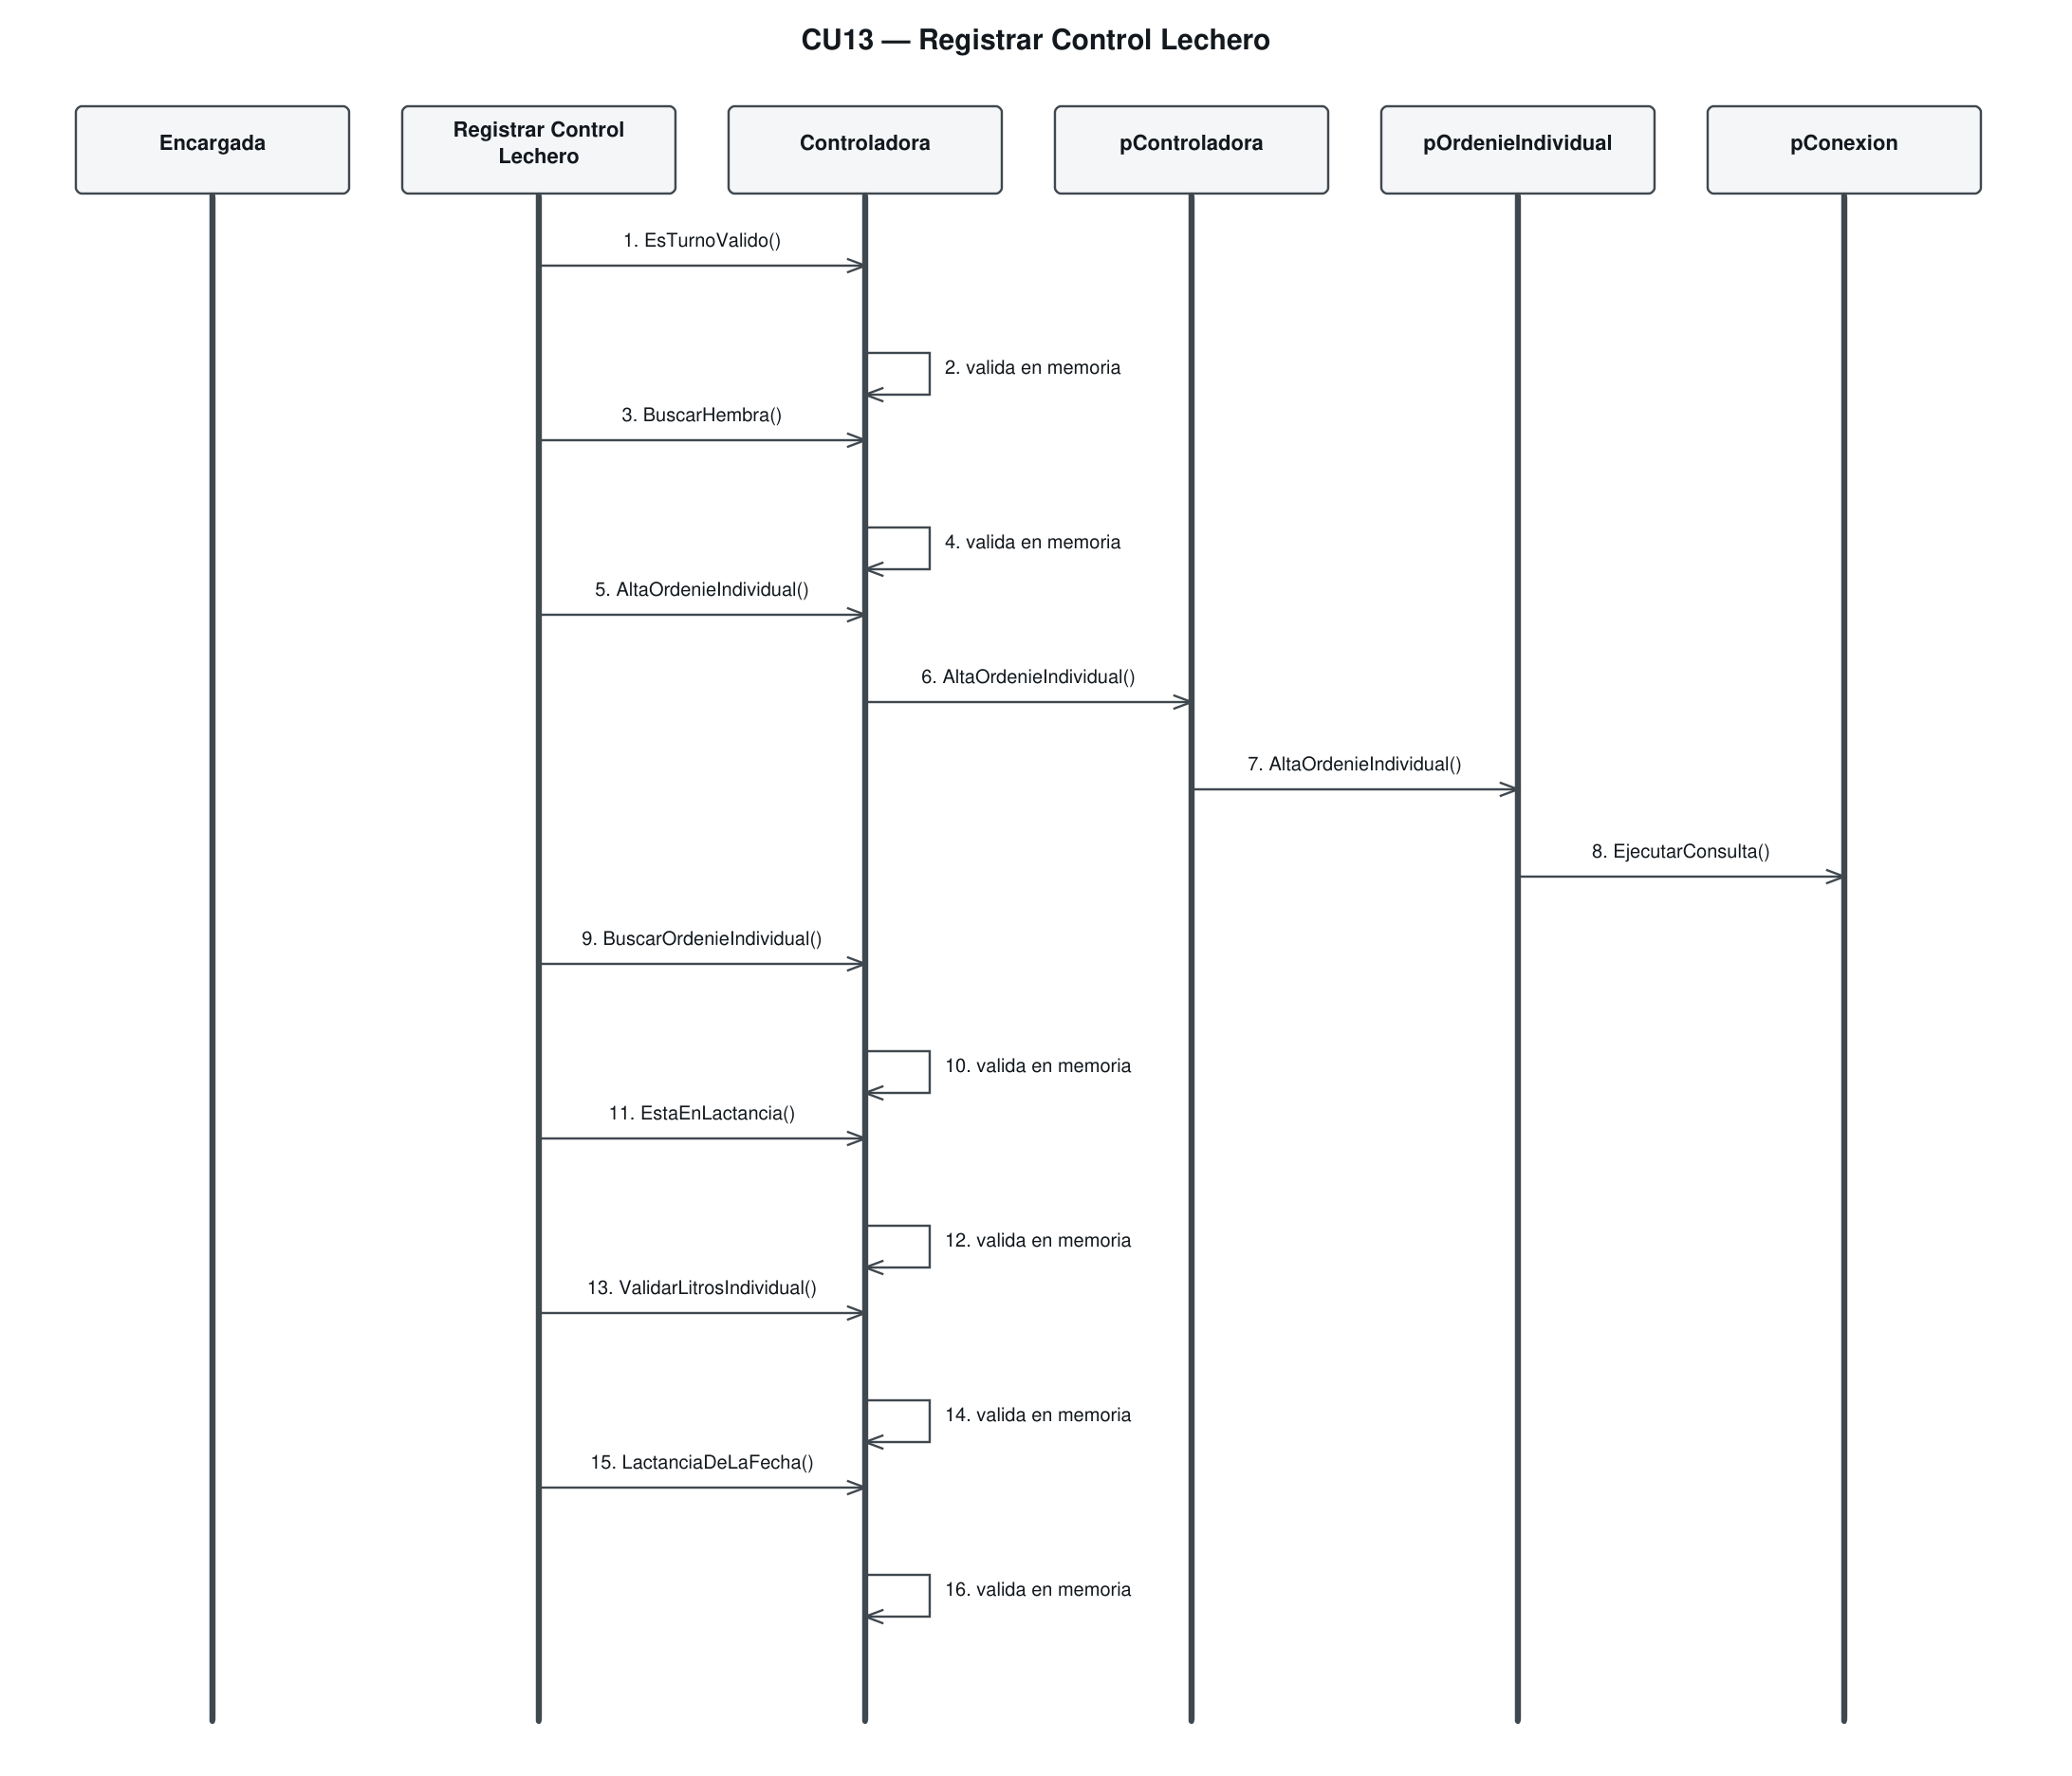 CU13 — Registrar Control Lechero
Encargada
Registrar Control
Lechero
Controladora
pControladora
pOrdenieIndividual
pConexion
1. EsTurnoValido()
2. valida en memoria
3. BuscarHembra()
4. valida en memoria
5. AltaOrdenieIndividual()
6. AltaOrdenieIndividual()
7. AltaOrdenieIndividual()
8. EjecutarConsulta()
9. BuscarOrdenieIndividual()
10. valida en memoria
11. EstaEnLactancia()
12. valida en memoria
13. ValidarLitrosIndividual()
14. valida en memoria
15. LactanciaDeLaFecha()
16. valida en memoria